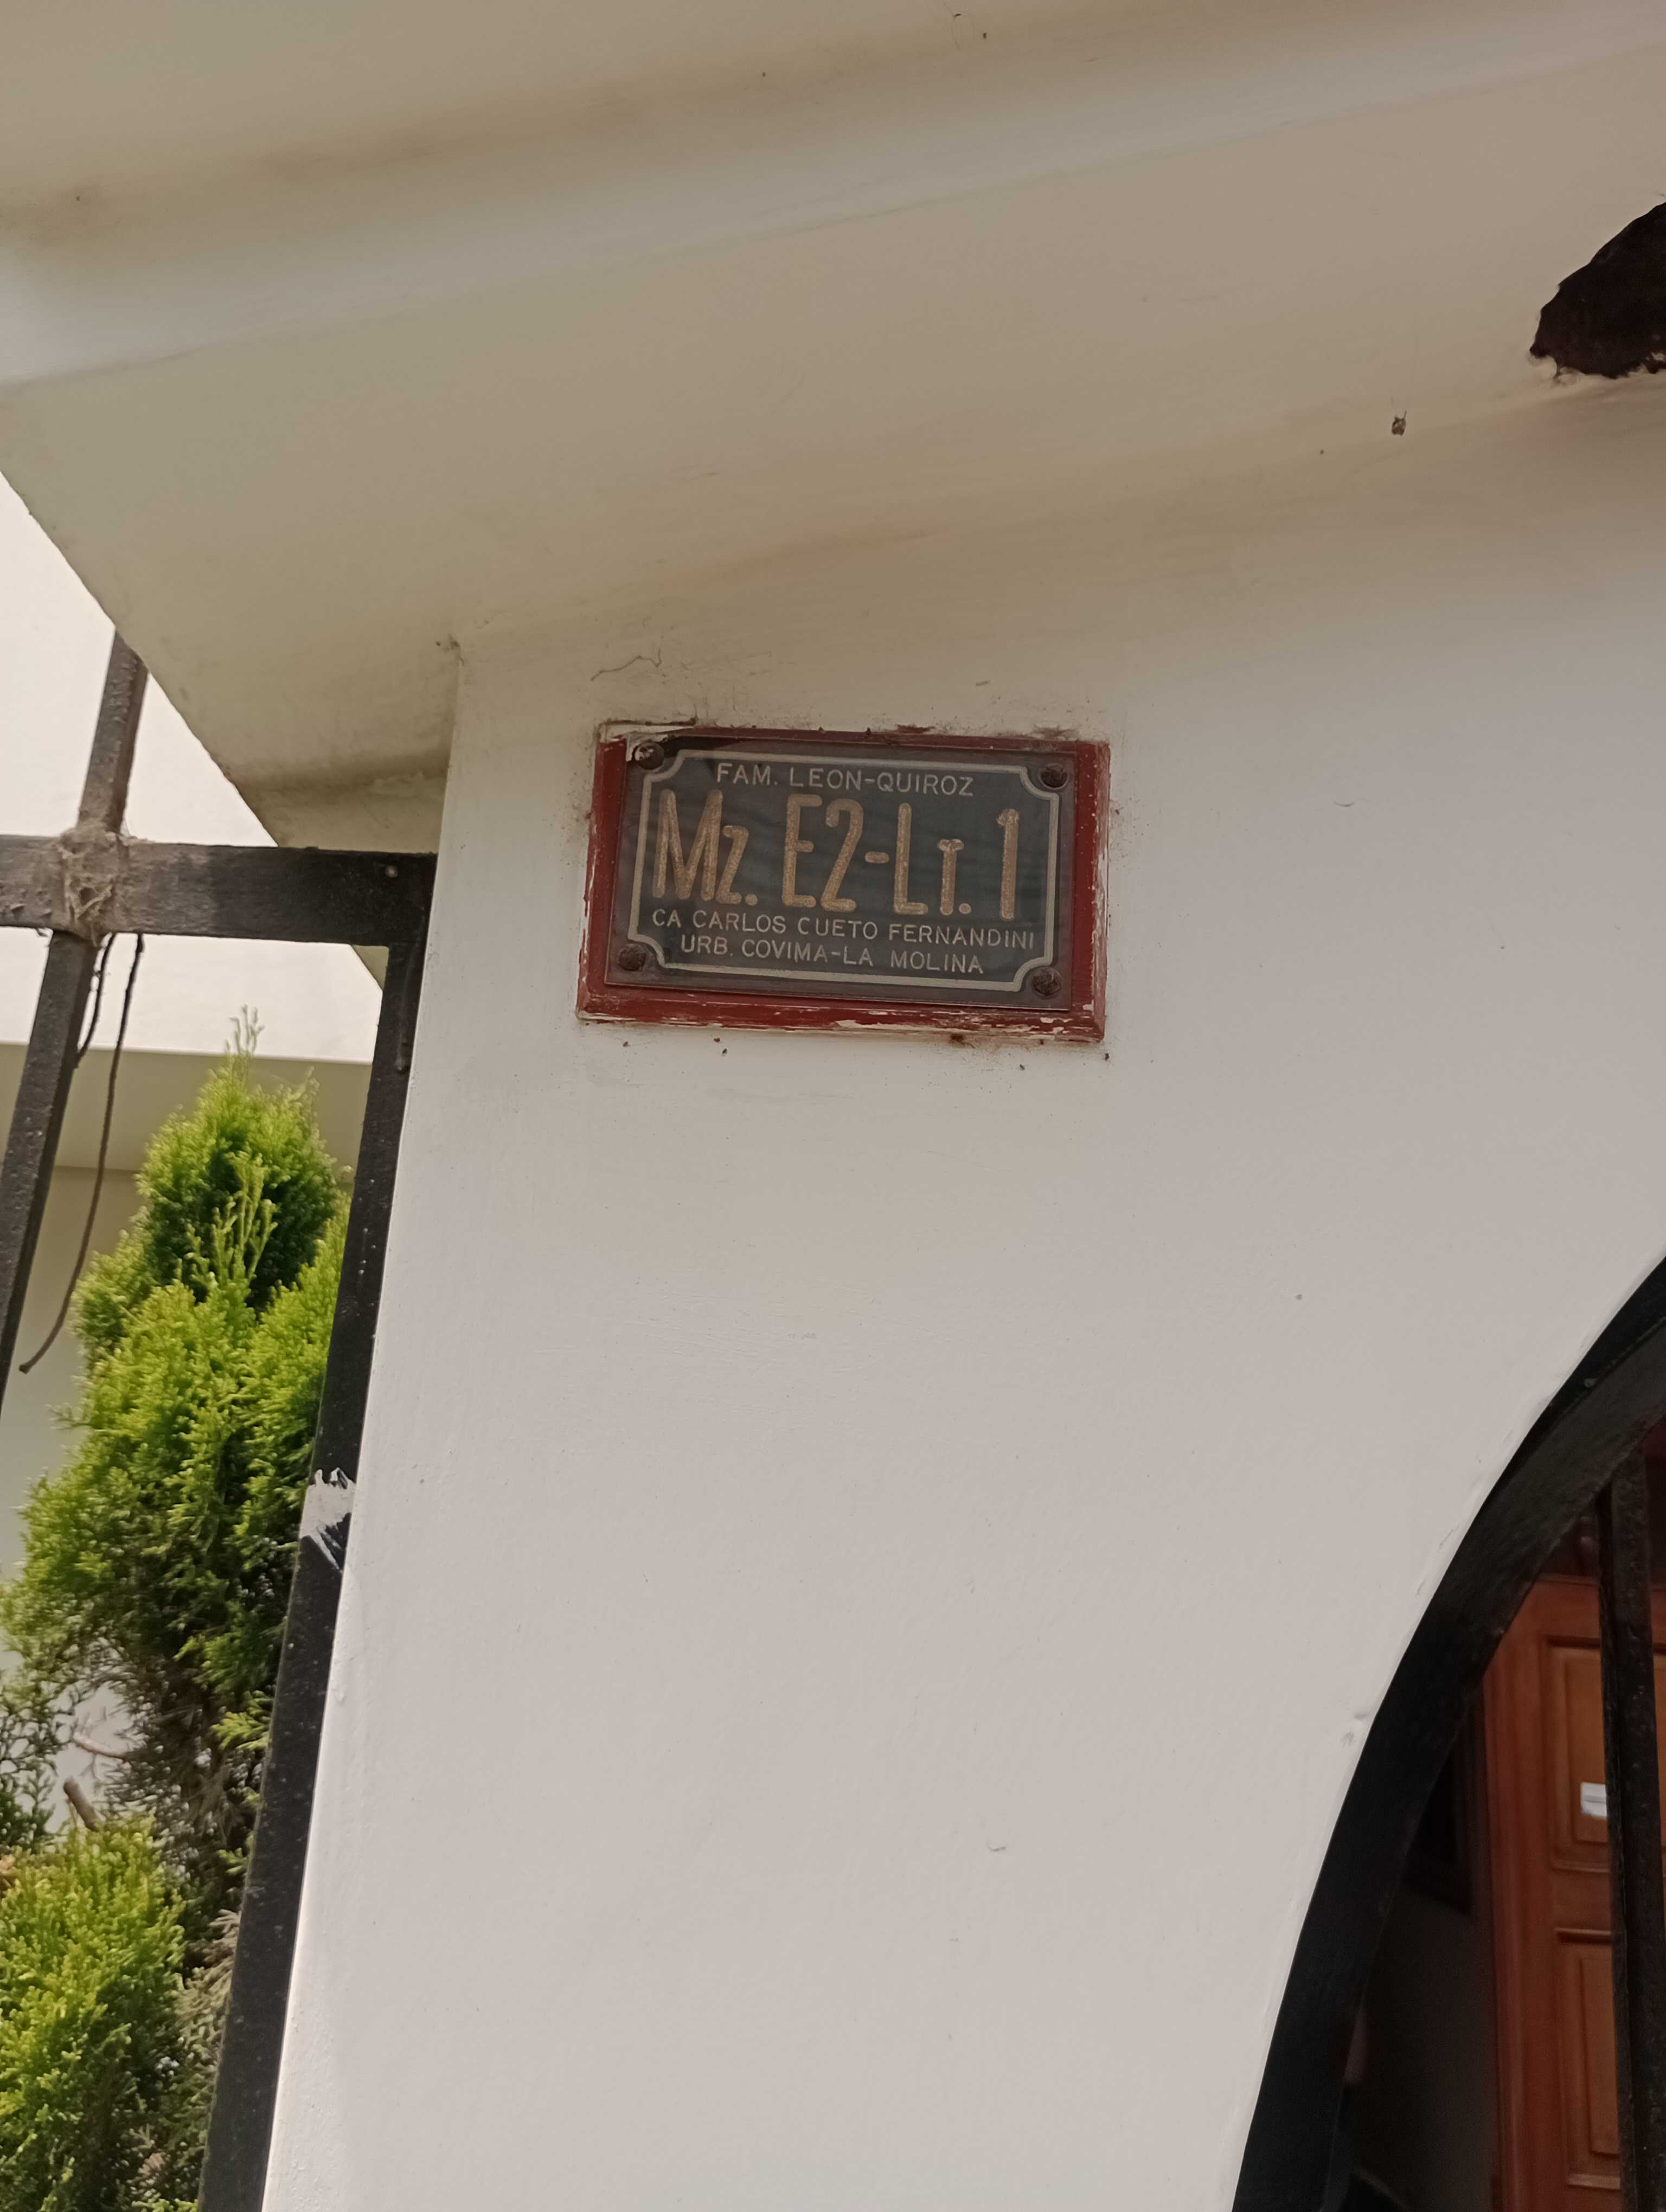 FAM. LEON-QUIROZ
Mz. E2-LT. 1
CA CARLOS CUETO FERNANDINI
URB. COVIMA-LA MOLINA